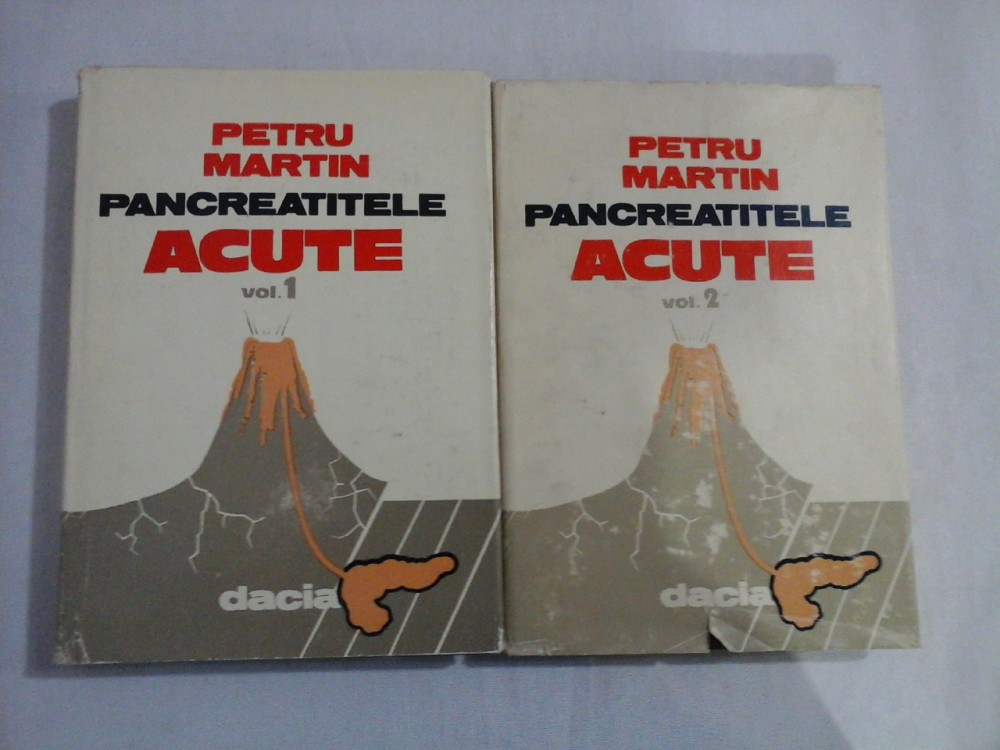 PETRU
MARTIN
PANCREATITELE
ACUTE
vol. 1
dacia
PETRU
MARTIN
PANCREATITELE
ACUTE
vol. 2
dacia